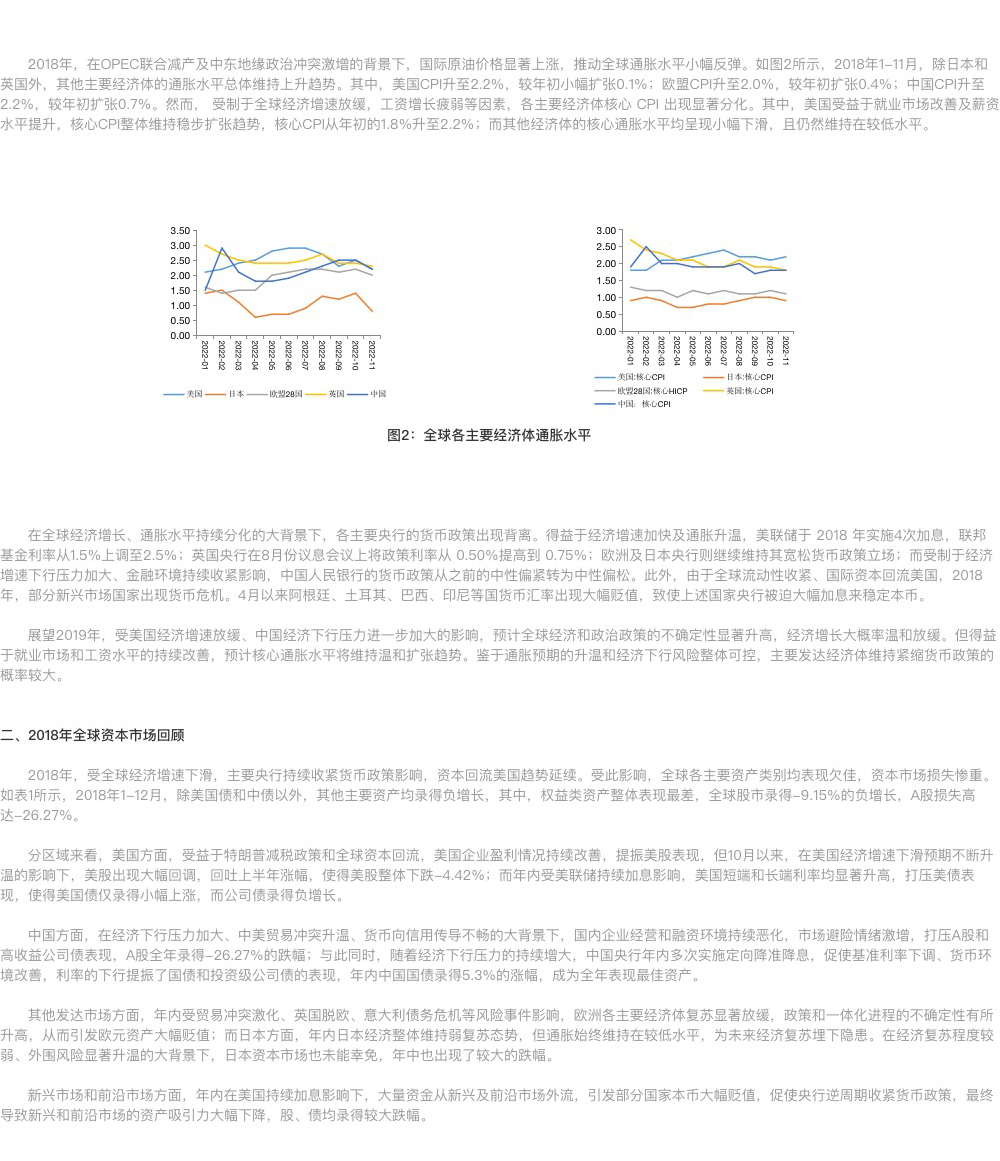 2018年，在OPEC联合减产及中东地缘政治冲突激增的背景下，国际原油价格显著上涨，推动全球通胀水平小幅反弹。如图2所示，2018年1-11月，除日本和
英国外，其他主要经济体的通胀水平总体维持上升趋势。其中，美国CPI升至2.2%，较年初小幅扩张0.1%；欧盟CPI升至2.0%，较年初扩张0.4%；中国CPI升至
2.2%，较年初扩张0.7%。然而， 受制于全球经济增速放缓，工资增长疲弱等因素，各主要经济体核心 CPI 出现显著分化。其中，美国受益于就业市场改善及薪资
水平提升，核心CPI整体维持稳步扩张趋势，核心CPI从年初的1.8%升至2.2%；而其他经济体的核心通胀水平均呈现小幅下滑，且仍然维持在较低水平。
3.50
3.00
2.50
2.00
1.50
1.00
0.50
0.00
2022-01
2022-02
2022-03
2022-04
2022-05
2022-06
2022-07
2022-08
2022-09
2022-10
2022-11
美国 日本 欧盟28国 英国 中国
3.00
2.50
2.00
1.50
1.00
0.50
0.00
2022-01
2022-02
2022-03
2022-04
2022-05
2022-06
2022-07
2022-08
2022-09
2022-10
2022-11
美国:核心CPI 日本:核心CPI
欧盟28国:核心HICP 英国:核心CPI
中国： 核心CPI
图2：全球各主要经济体通胀水平
在全球经济增长、通胀水平持续分化的大背景下，各主要央行的货币政策出现背离。得益于经济增速加快及通胀升温，美联储于 2018 年实施4次加息，联邦
基金利率从1.5%上调至2.5%；英国央行在8月份议息会议上将政策利率从 0.50%提高到 0.75%；欧洲及日本央行则继续维持其宽松货币政策立场；而受制于经济
增速下行压力加大、金融环境持续收紧影响，中国人民银行的货币政策从之前的中性偏紧转为中性偏松。此外，由于全球流动性收紧、国际资本回流美国，2018
年，部分新兴市场国家出现货币危机。4月以来阿根廷、土耳其、巴西、印尼等国货币汇率出现大幅贬值，致使上述国家央行被迫大幅加息来稳定本币。
展望2019年，受美国经济增速放缓、中国经济下行压力进一步加大的影响，预计全球经济和政治政策的不确定性显著升高，经济增长大概率温和放缓。但得益
于就业市场和工资水平的持续改善，预计核心通胀水平将维持温和扩张趋势。鉴于通胀预期的升温和经济下行风险整体可控，主要发达经济体维持紧缩货币政策的
概率较大。
二、2018年全球资本市场回顾
2018年，受全球经济增速下滑，主要央行持续收紧货币政策影响，资本回流美国趋势延续。受此影响，全球各主要资产类别均表现欠佳，资本市场损失惨重。
如表1所示，2018年1-12月，除美国债和中债以外，其他主要资产均录得负增长，其中，权益类资产整体表现最差，全球股市录得-9.15%的负增长，A股损失高
达-26.27%。
分区域来看，美国方面，受益于特朗普减税政策和全球资本回流，美国企业盈利情况持续改善，提振美股表现，但10月以来，在美国经济增速下滑预期不断升
温的影响下，美股出现大幅回调，回吐上半年涨幅，使得美股整体下跌-4.42%；而年内受美联储持续加息影响，美国短端和长端利率均显著升高，打压美债表
现，使得美国债仅录得小幅上涨，而公司债录得负增长。
中国方面，在经济下行压力加大、中美贸易冲突升温、货币向信用传导不畅的大背景下，国内企业经营和融资环境持续恶化，市场避险情绪激增，打压A股和
高收益公司债表现，A股全年录得-26.27%的跌幅；与此同时，随着经济下行压力的持续增大，中国央行年内多次实施定向降准降息，促使基准利率下调、货币环
境改善，利率的下行提振了国债和投资级公司债的表现，年内中国国债录得5.3%的涨幅，成为全年表现最佳资产。
其他发达市场方面，年内受贸易冲突激化、英国脱欧、意大利债务危机等风险事件影响，欧洲各主要经济体复苏显著放缓，政策和一体化进程的不确定性有所
升高，从而引发欧元资产大幅贬值；而日本方面，年内日本经济整体维持弱复苏态势，但通胀始终维持在较低水平，为未来经济复苏埋下隐患。在经济复苏程度较
弱、外围风险显著升温的大背景下，日本资本市场也未能幸免，年中也出现了较大的跌幅。
新兴市场和前沿市场方面，年内在美国持续加息影响下，大量资金从新兴及前沿市场外流，引发部分国家本币大幅贬值，促使央行逆周期收紧货币政策，最终
导致新兴和前沿市场的资产吸引力大幅下降，股、债均录得较大跌幅。